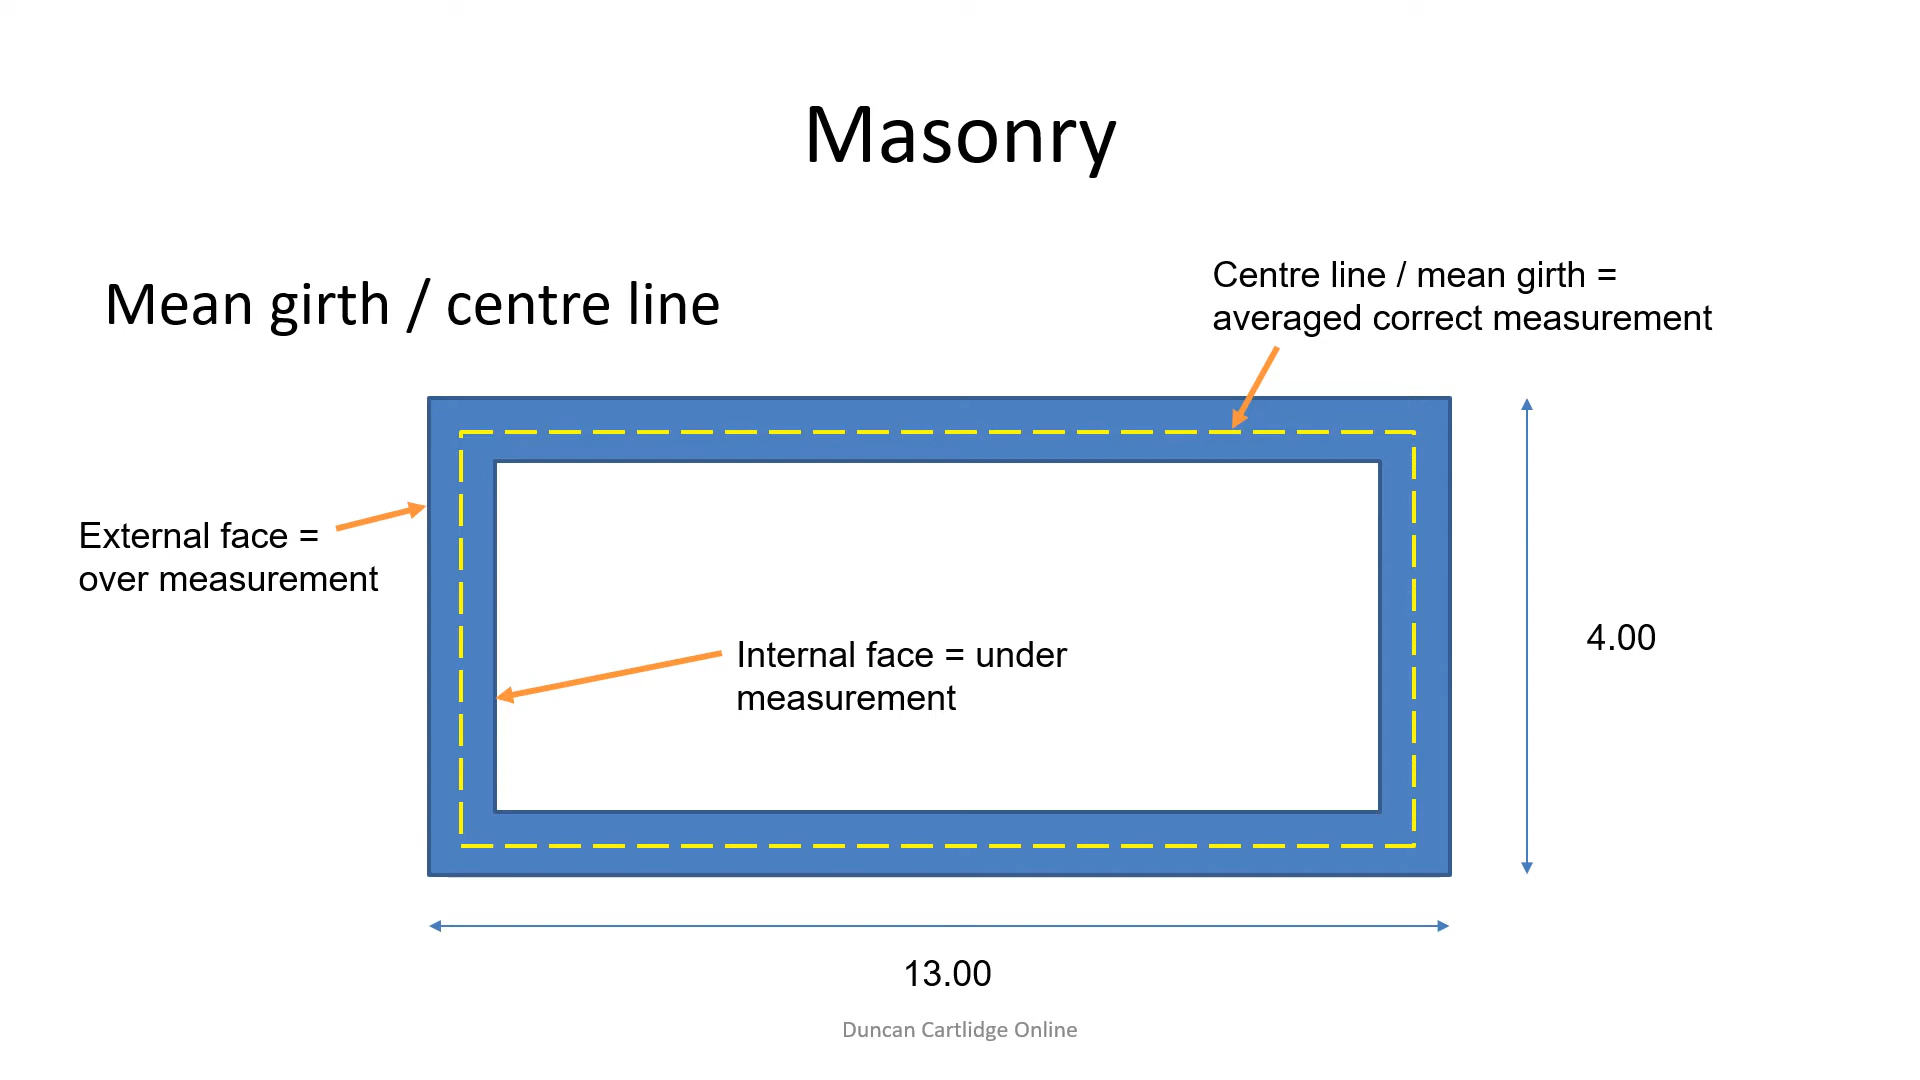 Masonry
Mean girth / centre line
Centre line / mean girth =
averaged correct measurement
External face =
over measurement
Internal face = under
measurement
4.00
13.00
Duncan Cartlidge Online